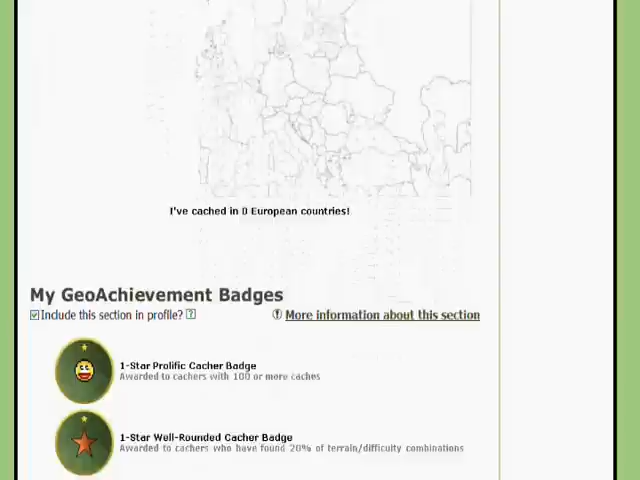 I've cached in 0 European countries!
My GeoAchievement Badges
Include this section in profile? [?]
More information about this section
1-Star Prolific Cacher Badge
Awarded to cachers with 100 or more caches
1-Star Well-Rounded Cacher Badge
Awarded to cachers who have found 20% of terrain/difficulty combinations